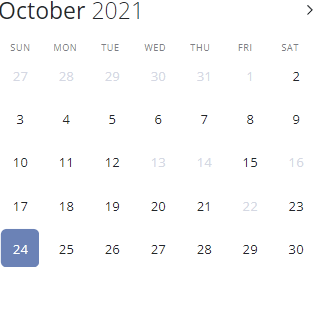 October 2021
SUN MON TUE WED THU FRI SAT
27 28 29 30 31 1 2
3 4 5 6 7 8 9
10 11 12 13 14 15 16
17 18 19 20 21 22 23
24 25 26 27 28 29 30